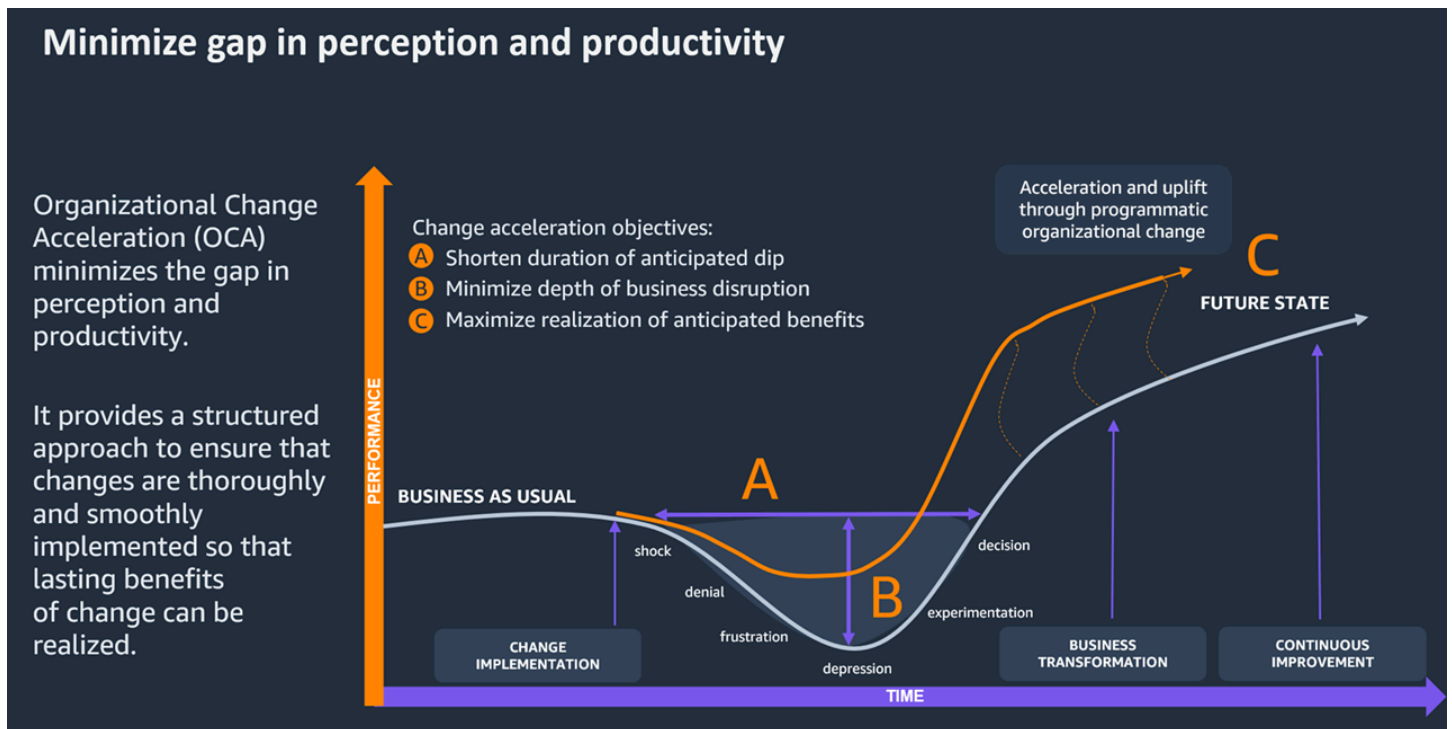 Minimize gap in perception and productivity
Organizational Change
Acceleration (OCA)
minimizes the gap in
perception and
productivity.
It provides a structured
approach to ensure that
changes are thoroughly
and smoothly
implemented so that
lasting benefits
of change can be
realized.
PERFORMANCE
Change acceleration objectives:
A Shorten duration of anticipated dip
B Minimize depth of business disruption
C Maximize realization of anticipated benefits
Acceleration and uplift
through programmatic
organizational change
C
FUTURE STATE
BUSINESS AS USUAL
A
B
shock
denial
frustration
depression
experimentation
decision
CHANGE
IMPLEMENTATION
BUSINESS
TRANSFORMATION
CONTINUOUS
IMPROVEMENT
TIME